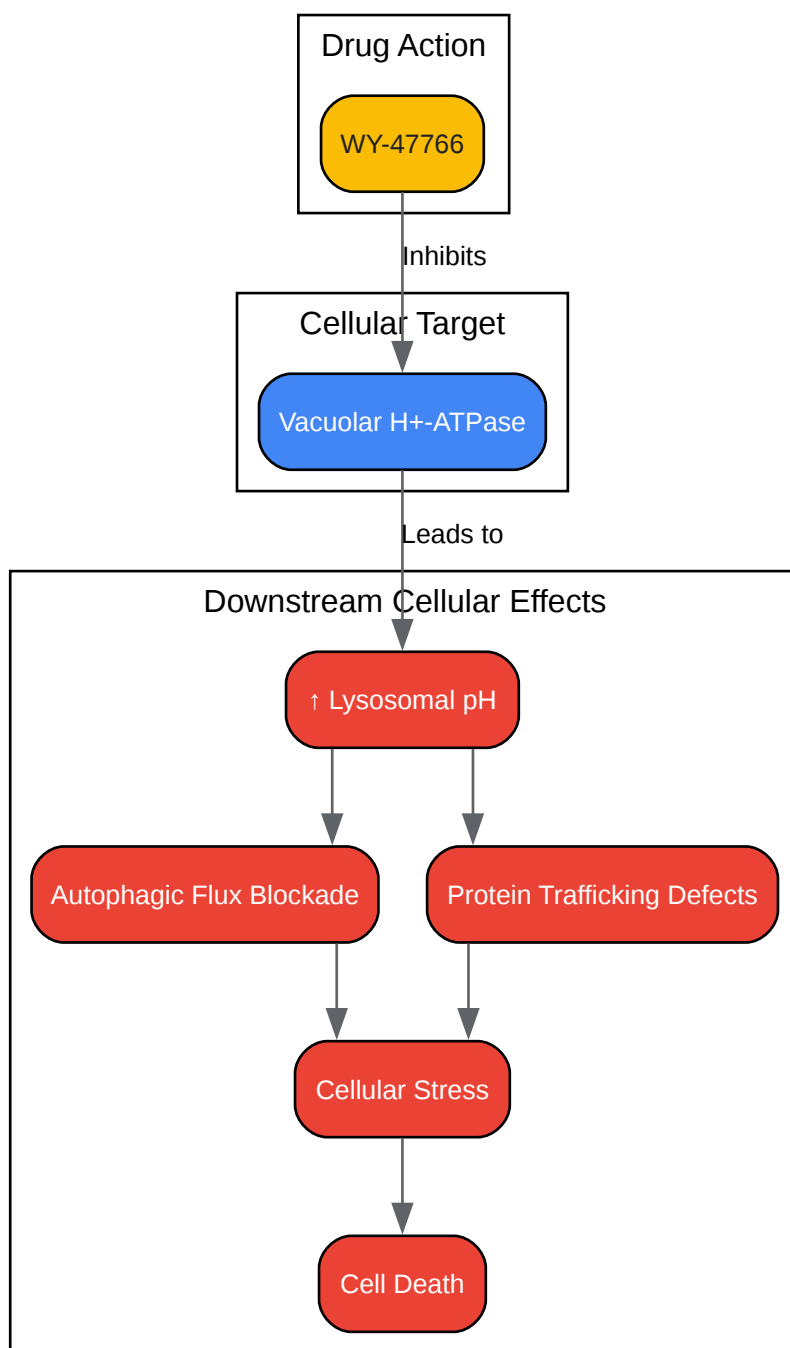 Drug Action
WY-47766
Inhibits
Cellular Target
Vacuolar H+-ATPase
Leads to
Downstream Cellular Effects
↑ Lysosomal pH
Autophagic Flux Blockade
Protein Trafficking Defects
Cellular Stress
Cell Death